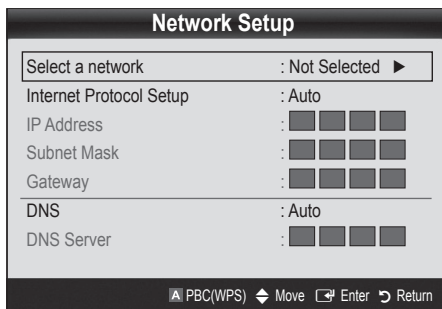 Network Setup
Select a network : Not Selected ►
Internet Protocol Setup : Auto
IP Address :
Subnet Mask :
Gateway :
DNS : Auto
DNS Server :
A PBC(WPS) Move Enter Return